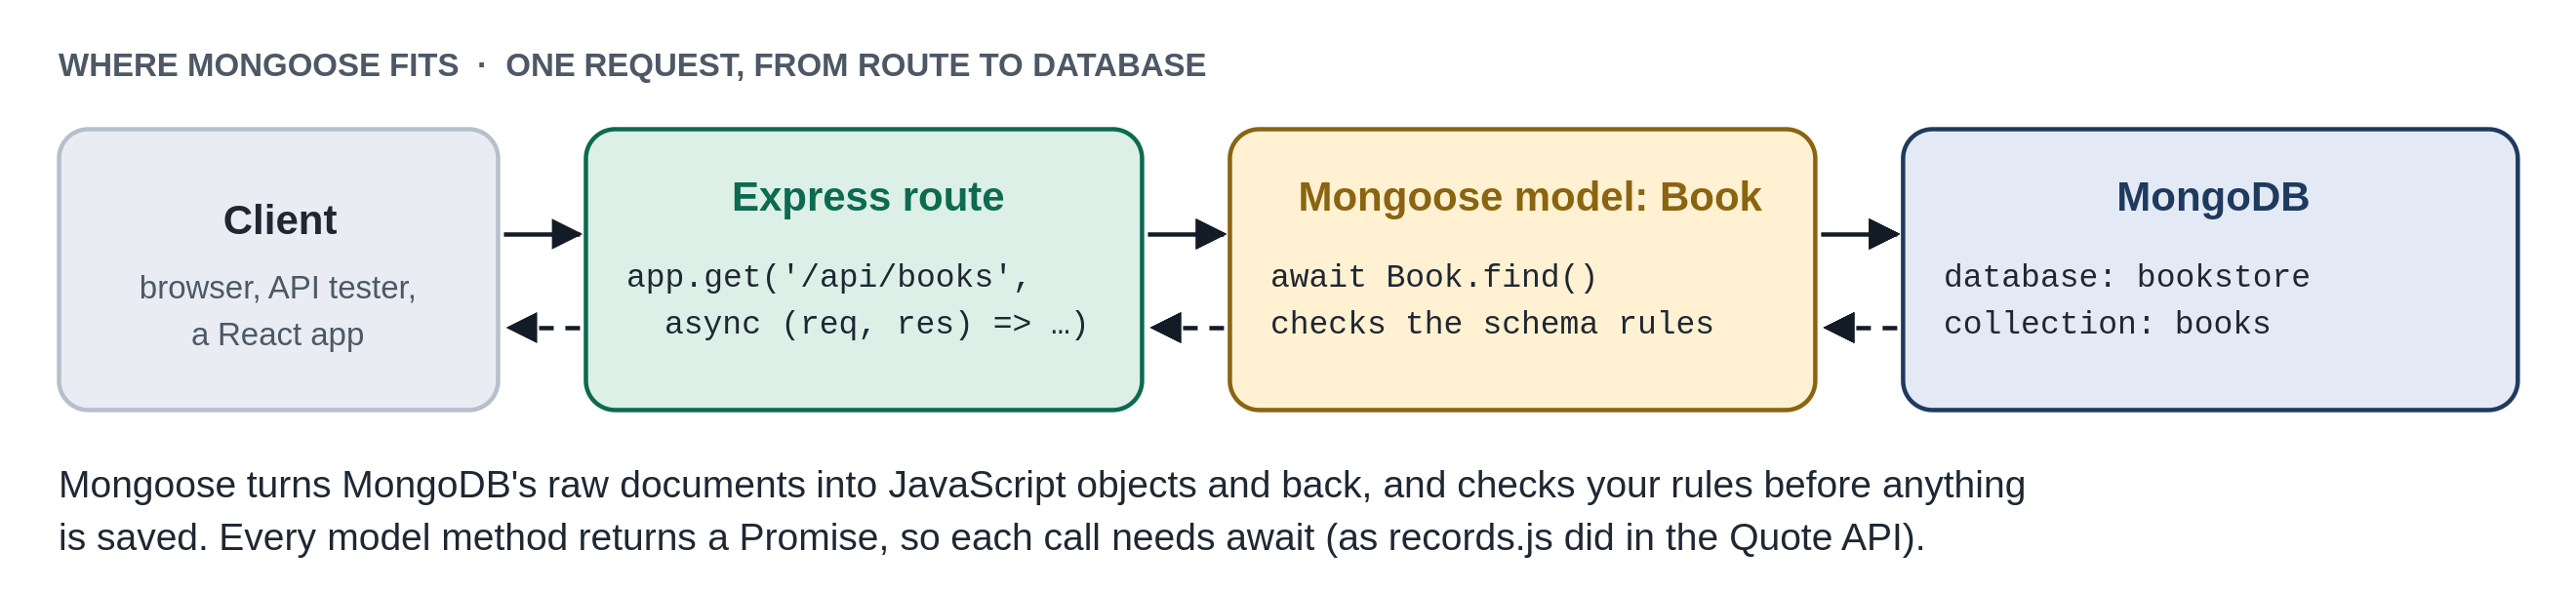 WHERE MONGOOSE FITS · ONE REQUEST, FROM ROUTE TO DATABASE
Client
browser, API tester,
a React app
Express route
app.get('/api/books',
async (req, res) => …)
Mongoose model: Book
await Book.find()
checks the schema rules
MongoDB
database: bookstore
collection: books
Mongoose turns MongoDB's raw documents into JavaScript objects and back, and checks your rules before anything
is saved. Every model method returns a Promise, so each call needs await (as records.js did in the Quote API).